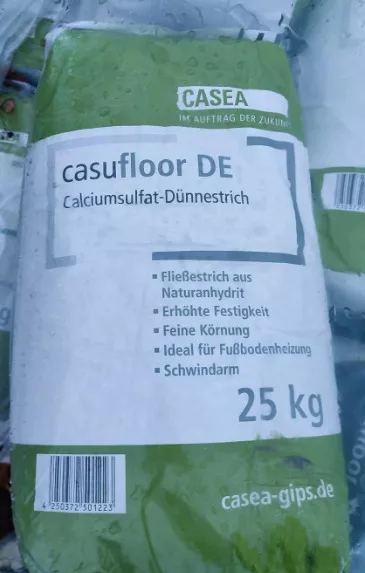 CASEA
IM AUFTRAG DER ZUKUNFT
casufloor DE
Calciumsulfat-Dünnestrich
▪ Fließestrich aus
Naturanhydrit
▪ Erhöhte Festigkeit
▪ Feine Körnung
▪ Ideal für Fußbodenheizung
▪ Schwindarm
25 kg
4 250372 501223
casea-gips.de